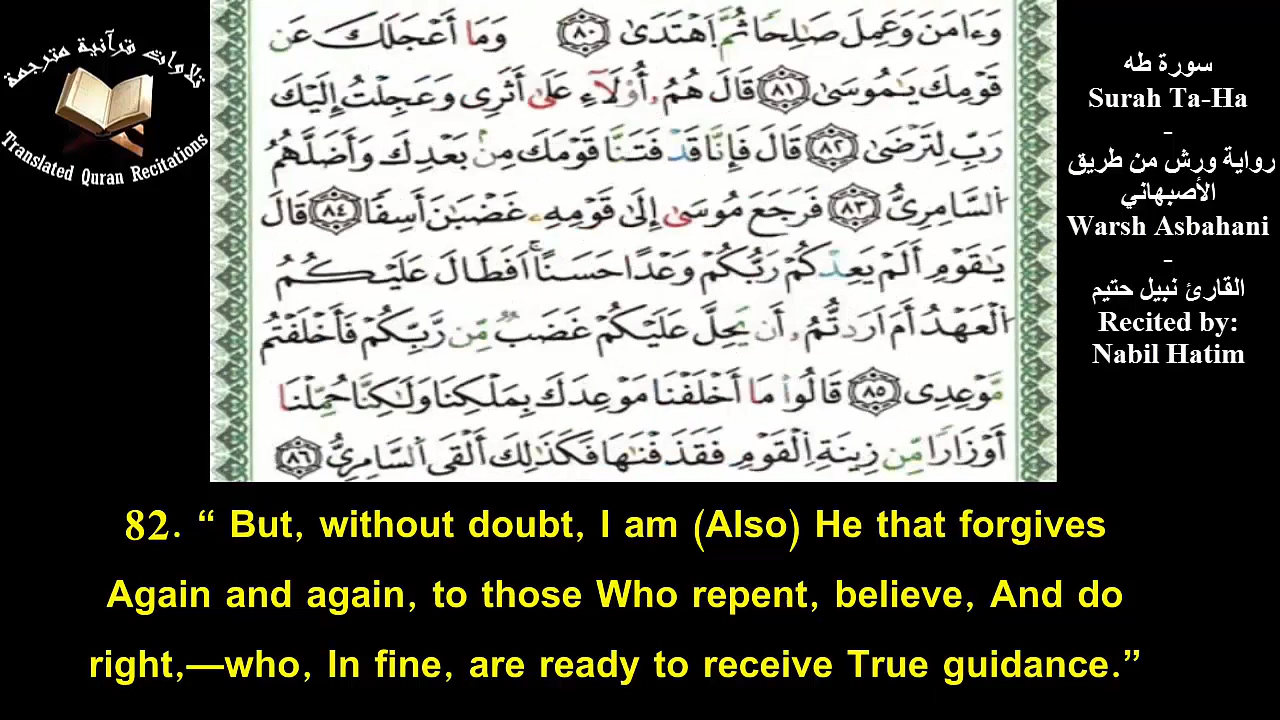 تلاوات قرآنية مترجمة
Translated Quran Recitations
وَءَامَنَ وَعَمِلَ صَـٰلِحًا ثُمَّ اَهْتَدَىٰ ٨٠ وَمَا أَعْجَلَكَ عَن
قَوْمِكَ يَـٰمُوسَىٰ ٨١ قَالَ هُمُۥ أُوْلَآءِ عَلَىٰ أَثَرِى وَعَجِلْتُ إِلَيْكَ
رَبِّ لِتَرْضَىٰ ٨٢ قَالَ فَإِنَّا قَدْ فَتَنَّا قَوْمَكَ مِنۢ بَعْدِكَ وَأَضَلَّهُمُ
اُ۬لسَّامِرِىُّ ٨٣ فَرَجَعَ مُوسَىٰ إِلَىٰ قَوْمِهِۦ غَضْبَـٰنَ أَسِفًا ٨٤ قَالَ
يَـٰقَوْمِ أَلَمْ يَعِدْكُمْ رَبُّكُمْ وَعْدًا حَسَنًا اَفَطَالَ عَلَيْكُمُ
اُ۬لْعَهْدُ أَمَ اَرَدتُّمُۥ أَن يَحِلَّ عَلَيْكُمْ غَضَبٌ مِّن رَّبِّكُمْ فَأَخْلَفْتُم
مَّوْعِدِى ٨٥ قَالُوا۟ مَا أَخْلَفْنَا مَوْعِدَكَ بِمَلْكِنَا وَلَـٰكِنَّا حُمِّلْنَا
أَوْزَارًا مِّن زِينَةِ اِ۬لْقَوْمِ فَقَذَفْنَـٰهَا فَكَذَٰلِكَ أَلْقَى اَ۬لسَّامِرِىُّ ٨٦
سورة طه
Surah Ta-Ha
-
رواية ورش من طريق
الأصبهاني
Warsh Asbahani
-
القارئ نبيل حتيم
Recited by:
Nabil Hatim
82. “ But, without doubt, I am (Also) He that forgives
Again and again, to those Who repent, believe, And do
right,—who, In fine, are ready to receive True guidance.”